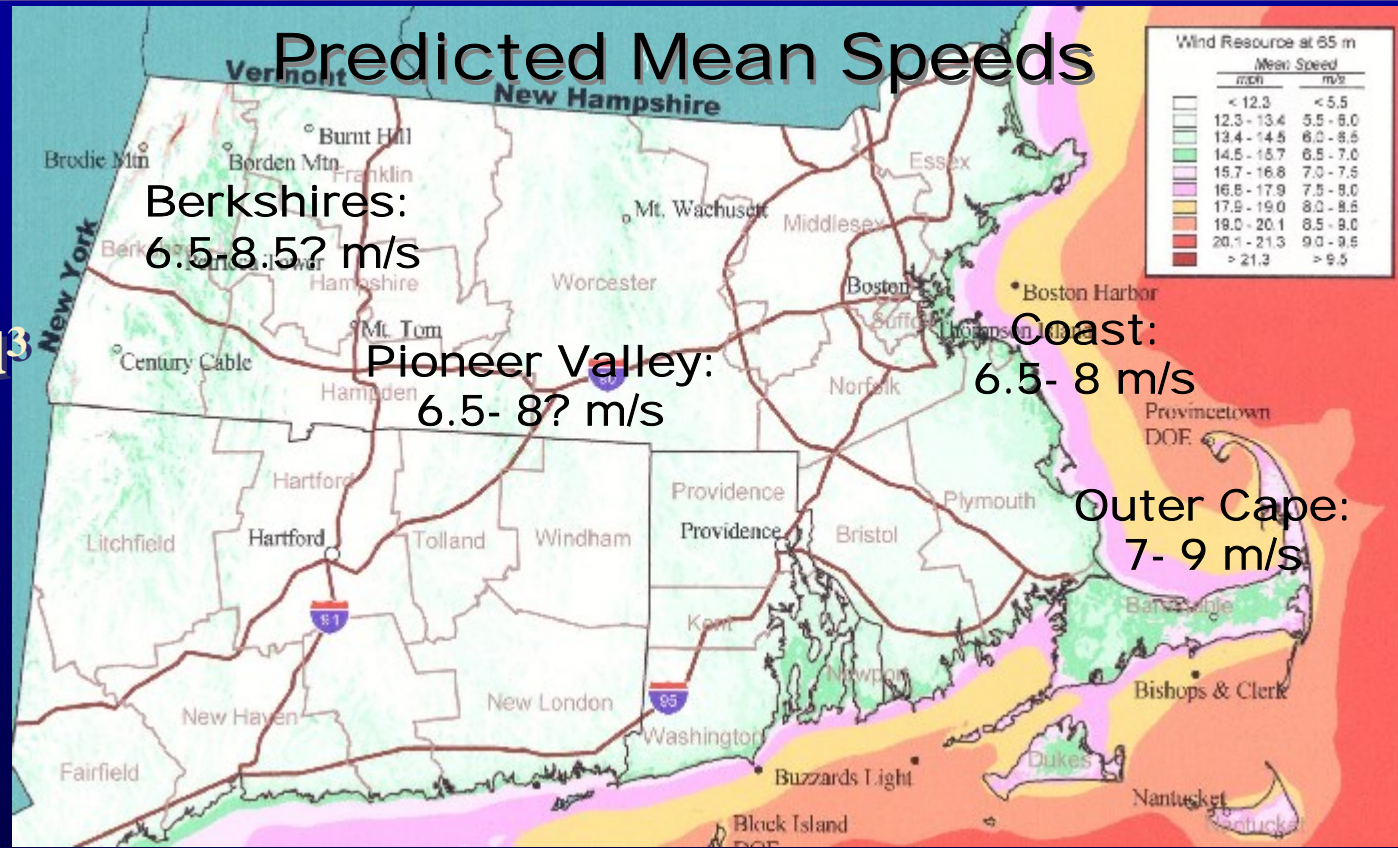 Predicted Mean Speeds
Vermont
New Hampshire
New York
Wind Resource at 65 m
Mean Speed
mph m/s
< 12.3 < 5.5
12.3 - 13.4 5.5 - 6.0
13.4 - 14.5 6.0 - 6.5
14.5 - 15.7 6.5 - 7.0
15.7 - 16.8 7.0 - 7.5
16.8 - 17.9 7.5 - 8.0
17.9 - 19.0 8.0 - 8.5
19.0 - 20.1 8.5 - 9.0
20.1 - 21.3 9.0 - 9.5
> 21.3 > 9.5
Burnt Hill
Brodie Mtn
Borden Mtn
Franklin
Essex
Berkshires:
6.5-8.5? m/s
Mt. Wachusett
Middlesex
Tower
Hampshire
Worcester
Boston
Boston Harbor
Suffolk
Thompson Island
Coast:
6.5- 8 m/s
3
Mt. Tom
Century Cable
Pioneer Valley:
6.5- 8? m/s
90
Hampden
Norfolk
Provincetown
DOE
Hartford
Providence
Plymouth
Outer Cape:
7- 9 m/s
Litchfield
Hartford
Tolland
Windham
Providence
Bristol
Barnstable
91
Kent
Newport
Bishops & Clerk
95
New Haven
New London
Washington
Fairfield
Buzzards Light
Dukes
Nantucket
Nantucket
Block Island
DOE